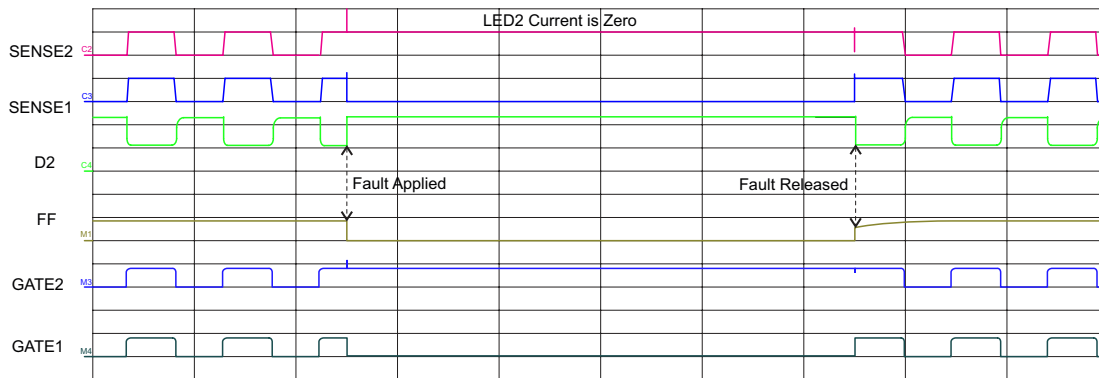 LED2 Current is Zero
SENSE2 C2
SENSE1 C3
D2 C4
Fault Applied
Fault Released
FF M1
GATE2 M3
GATE1 M4